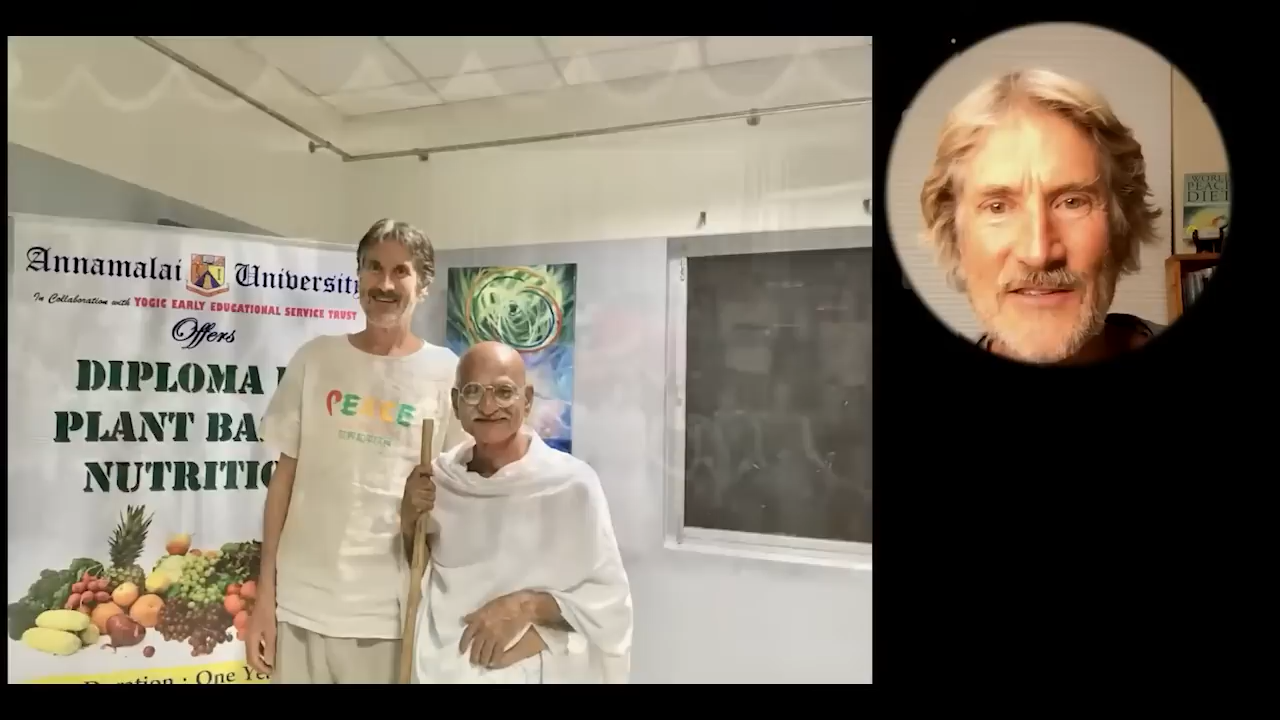 Annamalai University
In Collaboration with YOGIC EARLY EDUCATIONAL SERVICE TRUST
Offers
DIPLOMA
PLANT BA
NUTRITIO
Duration : One Ye
PEACE
WORLD
PEACE
DIET